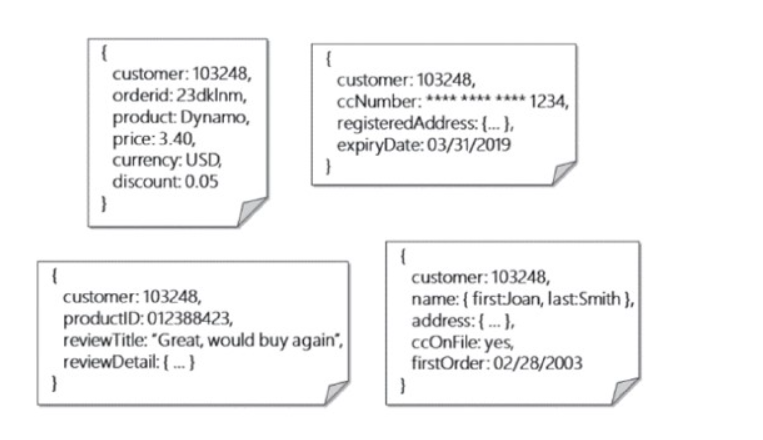 {
customer: 103248,
orderid: 23dklnm,
product: Dynamo,
price: 3.40,
currency: USD,
discount: 0.05
}
{
customer: 103248,
ccNumber: **** **** **** 1234,
registeredAddress: {... },
expiryDate: 03/31/2019
}
{
customer: 103248,
productID: 012388423,
reviewTitle: "Great, would buy again",
reviewDetail: { ... }
}
{
customer: 103248,
name: { first:Joan, last:Smith },
address: { ... },
ccOnFile: yes,
firstOrder: 02/28/2003
}